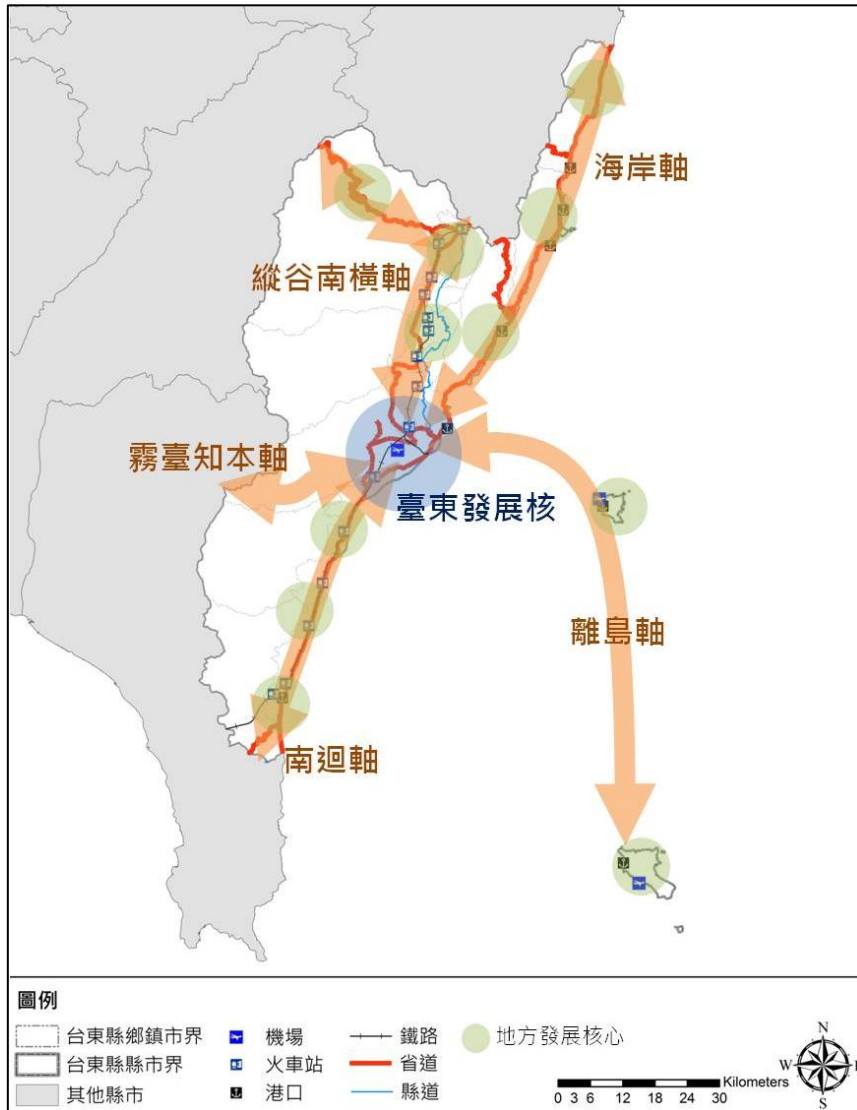 海岸軸
縱谷南橫軸
霧臺知本軸
臺東發展核
離島軸
南迴軸
圖例
台東縣鄉鎮市界
機場
鐵路
地方發展核心
台東縣縣市界
火車站
省道
其他縣市
港口
縣道
Kilometers
0 3 6 12 18 24 30
N
W
E
S